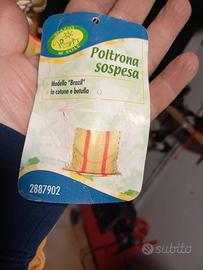 Poltrona
sospesa
Modello "Brazil"
In cotone e betulla
2887902
subito